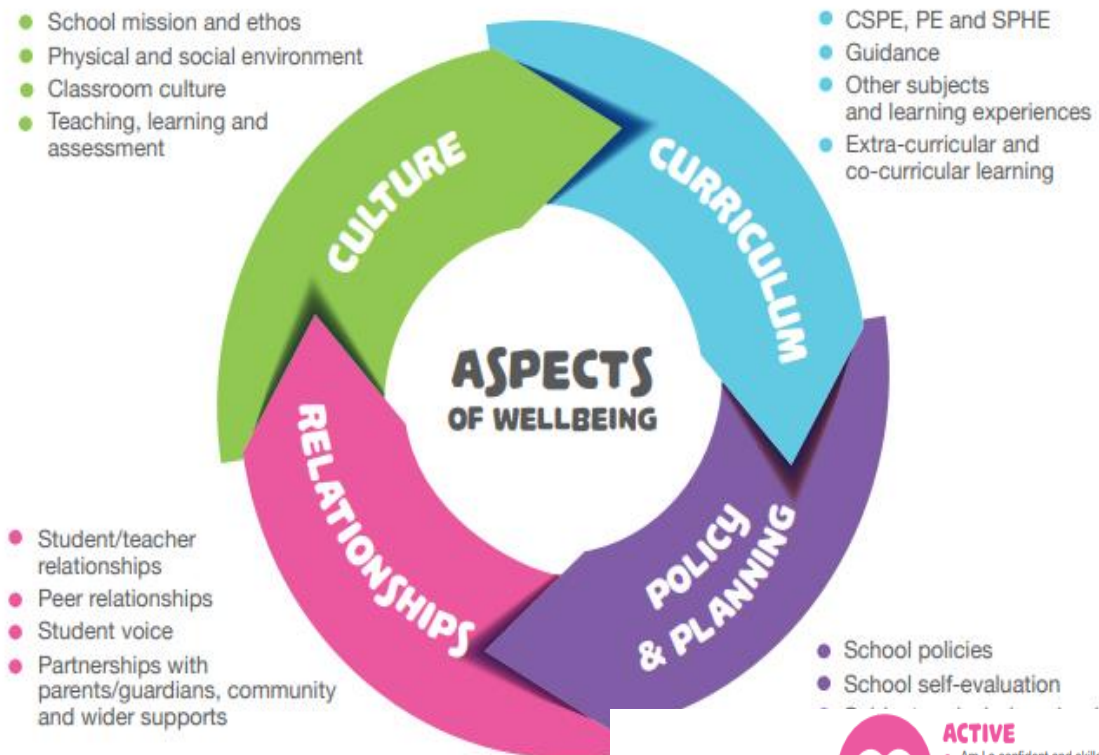 School mission and ethos
Physical and social environment
Classroom culture
Teaching, learning and
assessment
CSPE, PE and SPHE
Guidance
Other subjects
and learning experiences
Extra-curricular and
co-curricular learning
CULTURE
CURRICULUM
ASPECTS
OF WELLBEING
RELATIONSHIPS
POLICY
& PLANNING
Student/teacher
relationships
Peer relationships
Student voice
Partnerships with
parents/guardians, community
and wider supports
School policies
School self-evaluation
ACTIVE